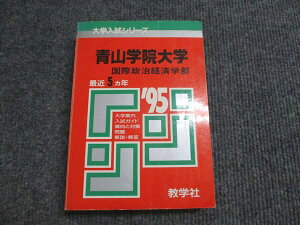 大学入試シリーズ
青山学院大学
国際政治経済学部
最近5ヵ年
'95
大学案内
入試ガイド
傾向と対策
問題
解説・解答
教学社